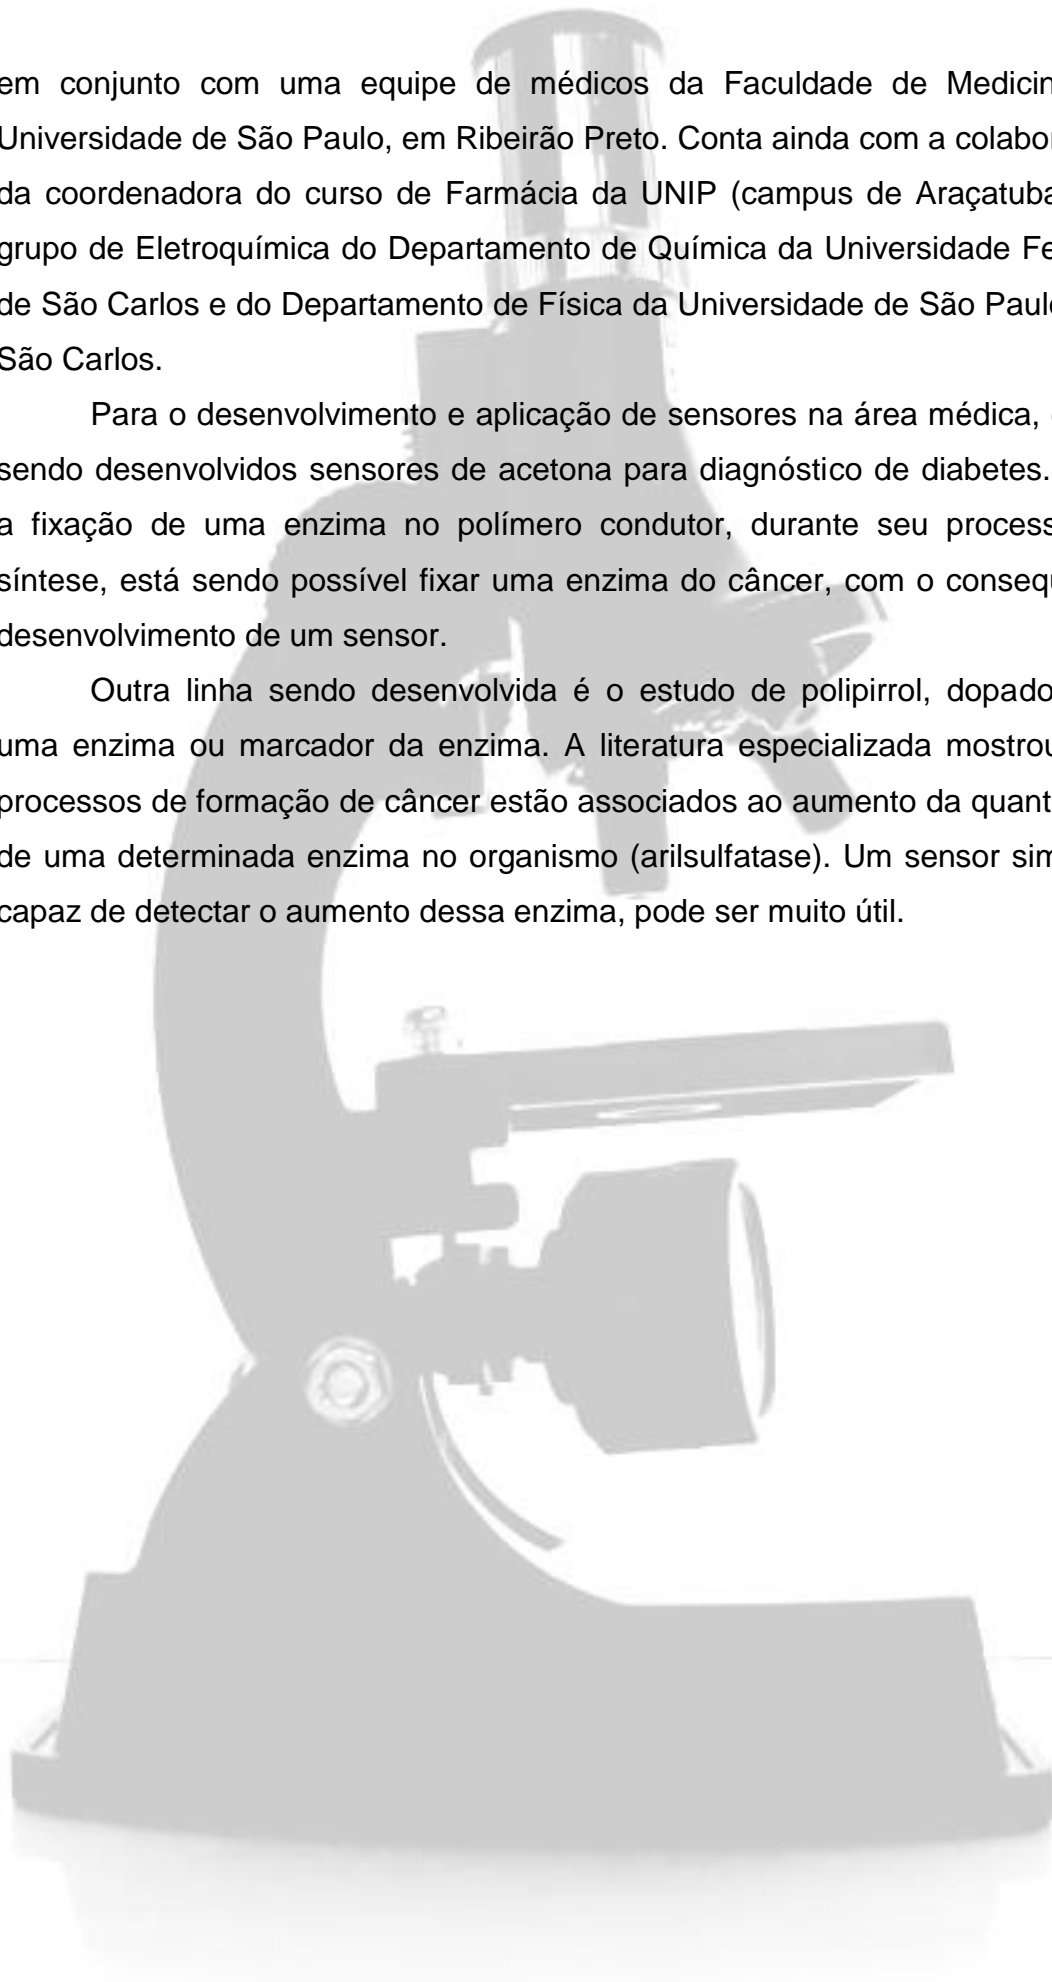 em conjunto com uma equipe de médicos da Faculdade de Medicin
Universidade de São Paulo, em Ribeirão Preto. Conta ainda com a colabor
da coordenadora do curso de Farmácia da UNIP (campus de Araçatuba
grupo de Eletroquímica do Departamento de Química da Universidade Fe
de São Carlos e do Departamento de Física da Universidade de São Paulo
São Carlos.
Para o desenvolvimento e aplicação de sensores na área médica,
sendo desenvolvidos sensores de acetona para diagnóstico de diabetes.
a fixação de uma enzima no polímero condutor, durante seu process
síntese, está sendo possível fixar uma enzima do câncer, com o consequ
desenvolvimento de um sensor.
Outra linha sendo desenvolvida é o estudo de polipirrol, dopado
uma enzima ou marcador da enzima. A literatura especializada mostrou
processos de formação de câncer estão associados ao aumento da quant
de uma determinada enzima no organismo (arilsulfatase). Um sensor sim
capaz de detectar o aumento dessa enzima, pode ser muito útil.